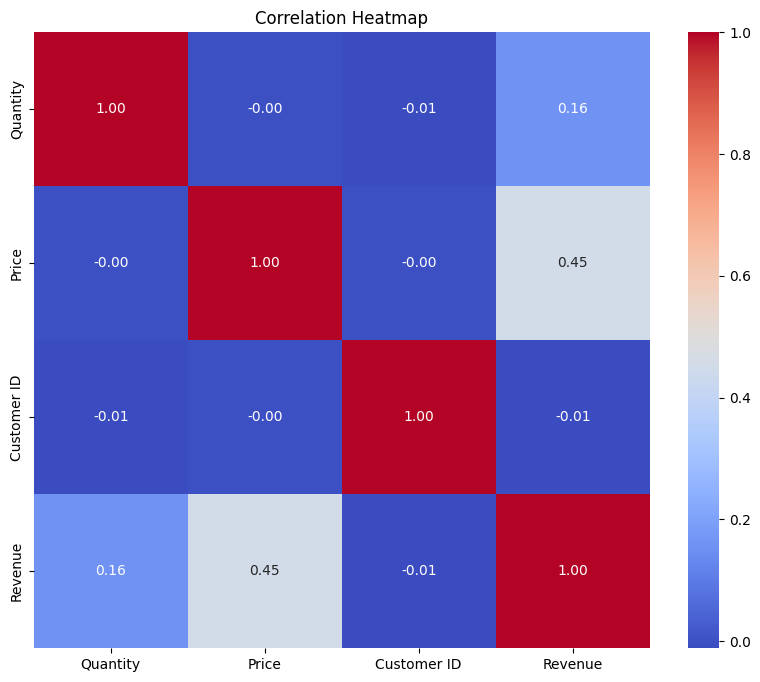 Correlation Heatmap
Quantity
1.00
-0.00
-0.01
0.16
Price
-0.00
1.00
-0.00
0.45
Customer ID
-0.01
-0.00
1.00
-0.01
Revenue
0.16
0.45
-0.01
1.00
Quantity
Price
Customer ID
Revenue
1.0
0.8
0.6
0.4
0.2
0.0